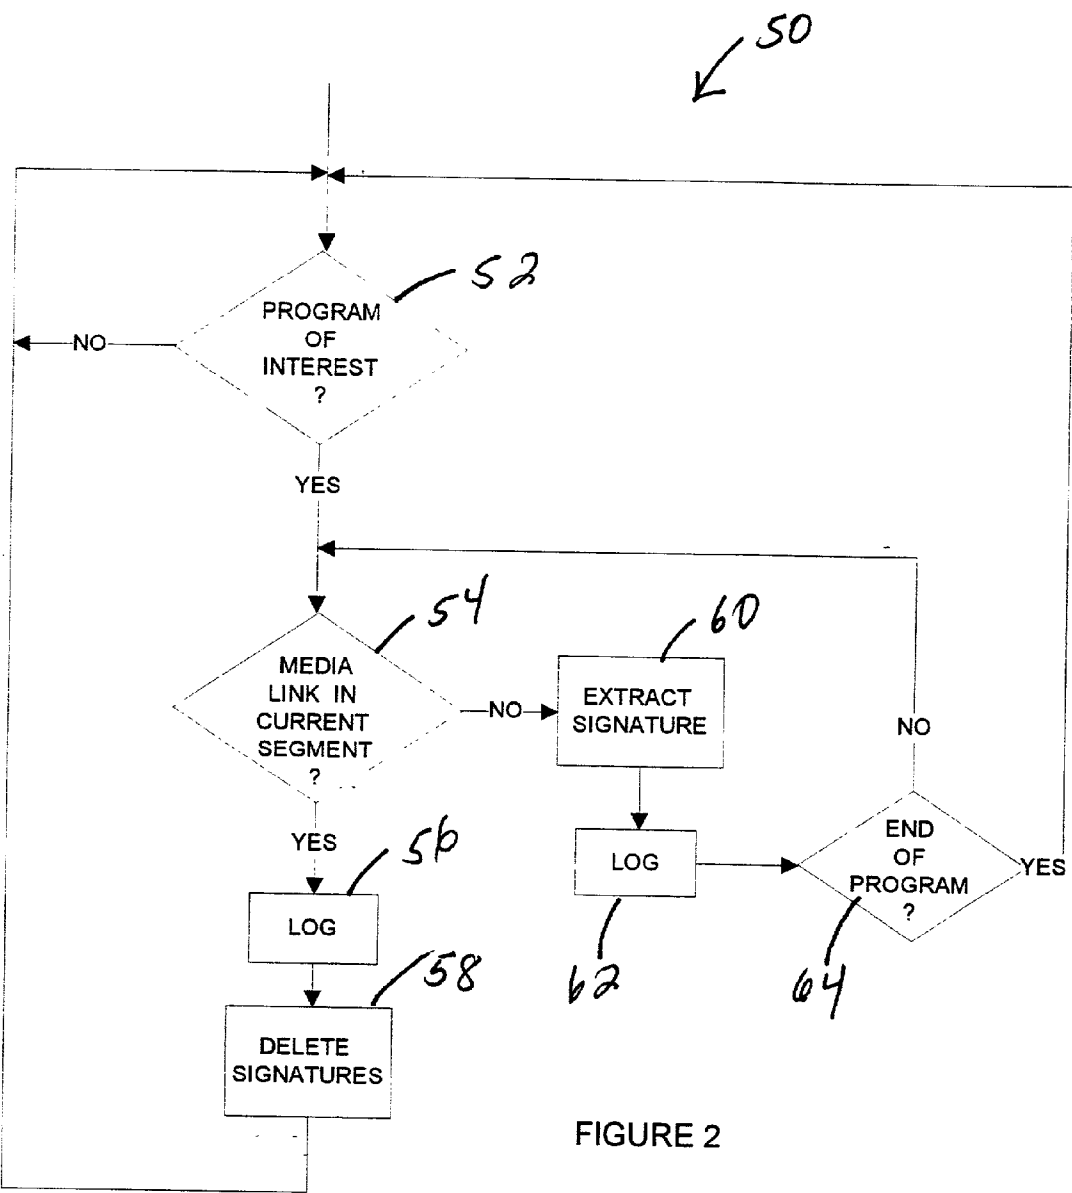 50
52
PROGRAM
OF
INTEREST
?
NO
YES
54
MEDIA
LINK IN
CURRENT
SEGMENT
?
NO
60
EXTRACT
SIGNATURE
NO
YES
56
LOG
LOG
62
END
OF
PROGRAM
?
YES
64
58
DELETE
SIGNATURES
FIGURE 2